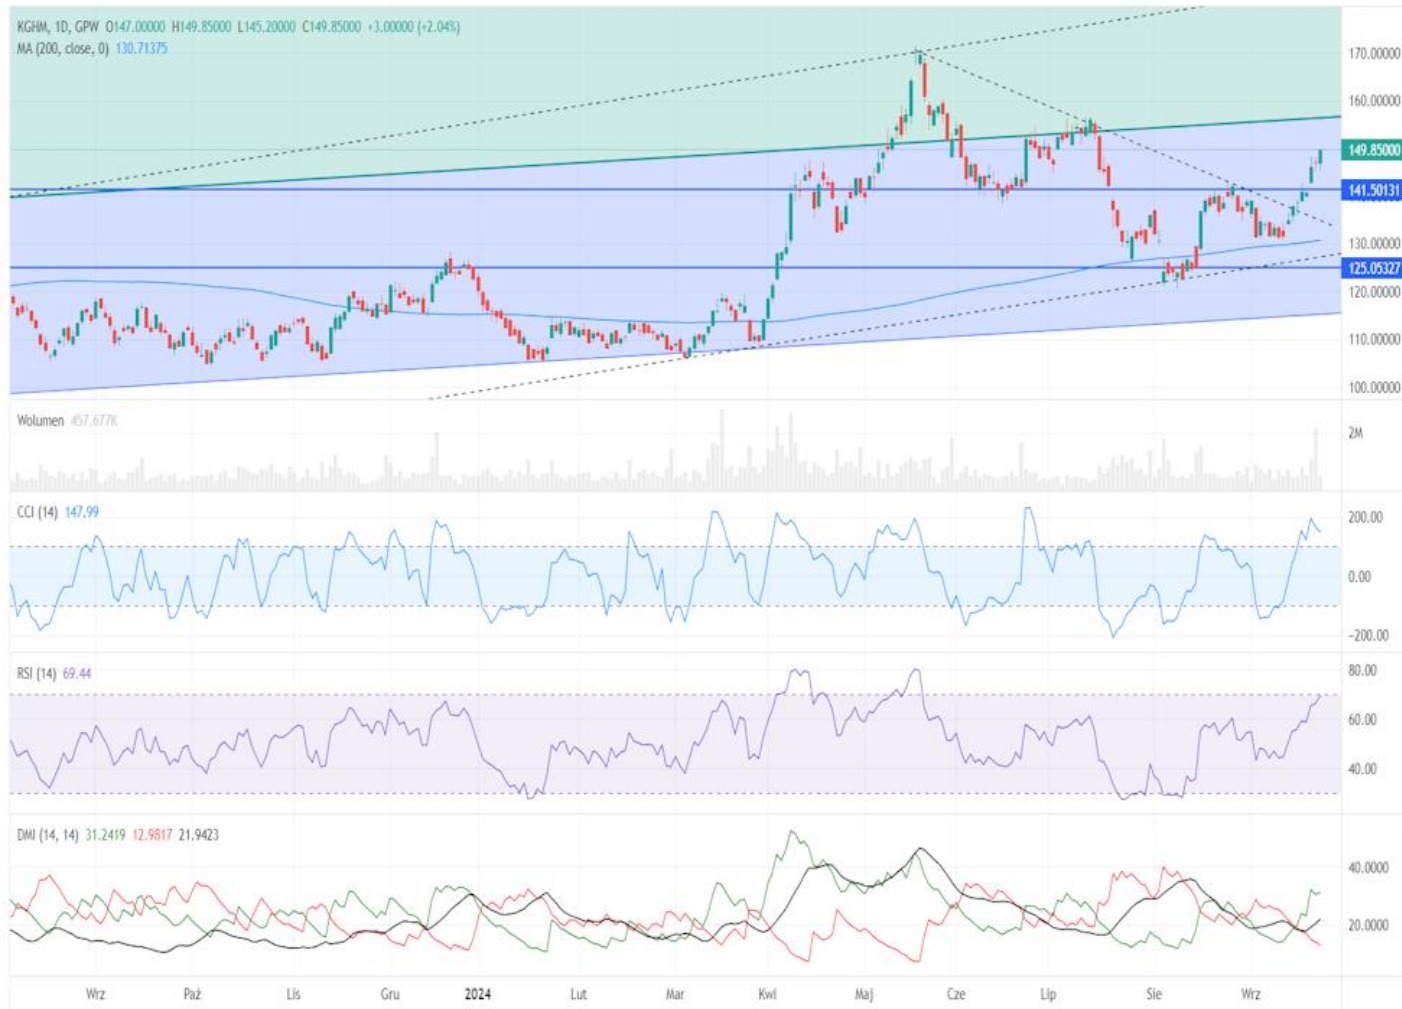 KGHM, 1D, GPW O147.00000 H149.85000 L145.20000 C149.85000 +3.00000 (+2.04%)
MA (200, close, 0) 130.71375
170.00000
160.00000
149.85000
141.50131
130.00000
125.05327
120.00000
110.00000
100.00000
Wolumen 457.677K
2M
CCI (14) 147.99
200.00
0.00
−200.00
RSI (14) 69.44
80.00
60.00
40.00
DMI (14, 14) 31.2419 12.9817 21.9423
40.0000
20.0000
Wrz Paź Lis Gru 2024 Lut Mar Kwi Maj Cze Lip Sie Wrz